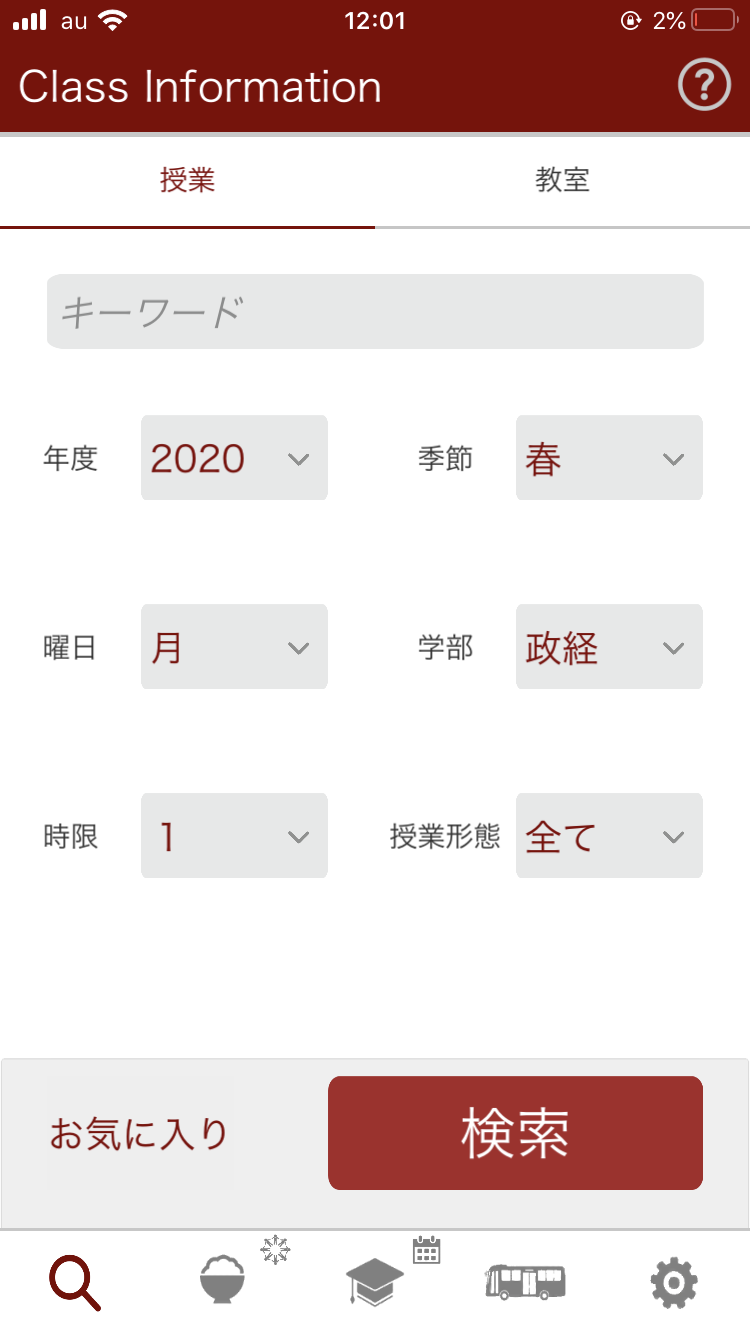 au 12:01 2%
Class Information ?
授業 教室
キーワード
年度 2020 季節 春
曜日 月 学部 政経
時限 1 授業形態 全て
お気に入り 検索